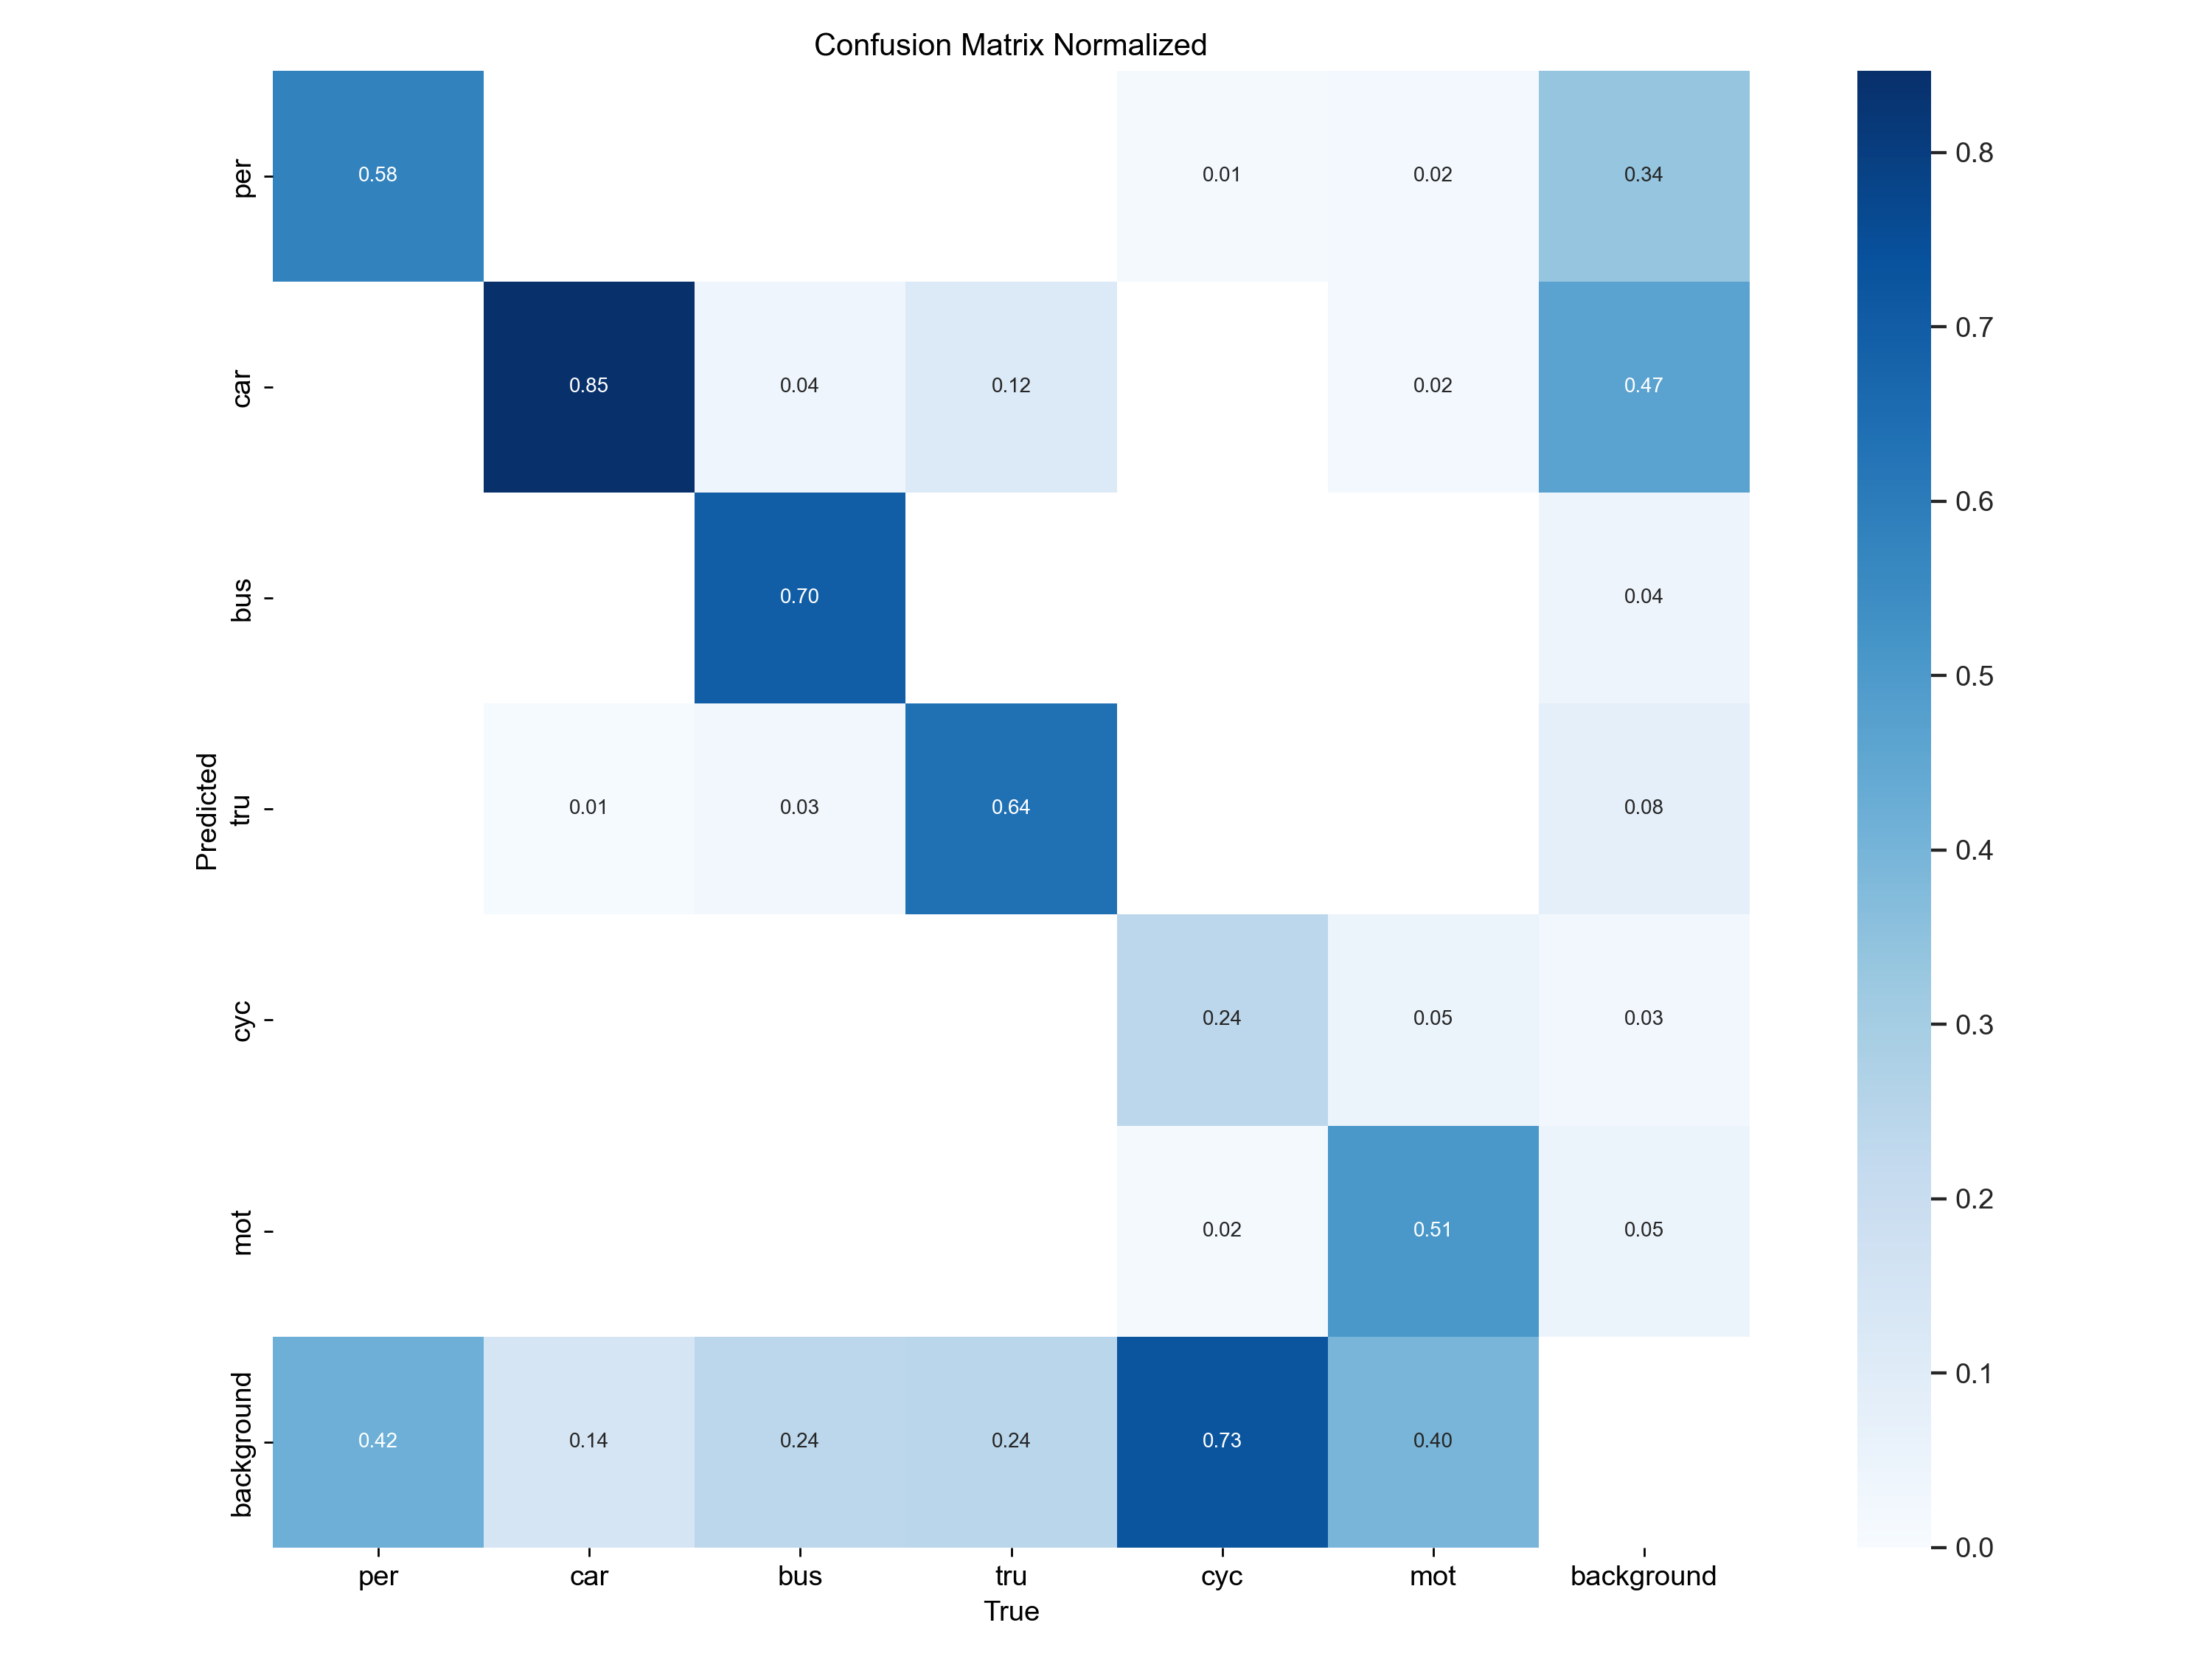 Confusion Matrix Normalized
per 0.58 0.01 0.02 0.34
car 0.85 0.04 0.12 0.02 0.47
bus 0.70 0.04
tru 0.01 0.03 0.64 0.08
cyc 0.24 0.05 0.03
mot 0.02 0.51 0.05
background 0.42 0.14 0.24 0.24 0.73 0.40
Predicted
per car bus tru cyc mot background
True
0.8
0.7
0.6
0.5
0.4
0.3
0.2
0.1
0.0